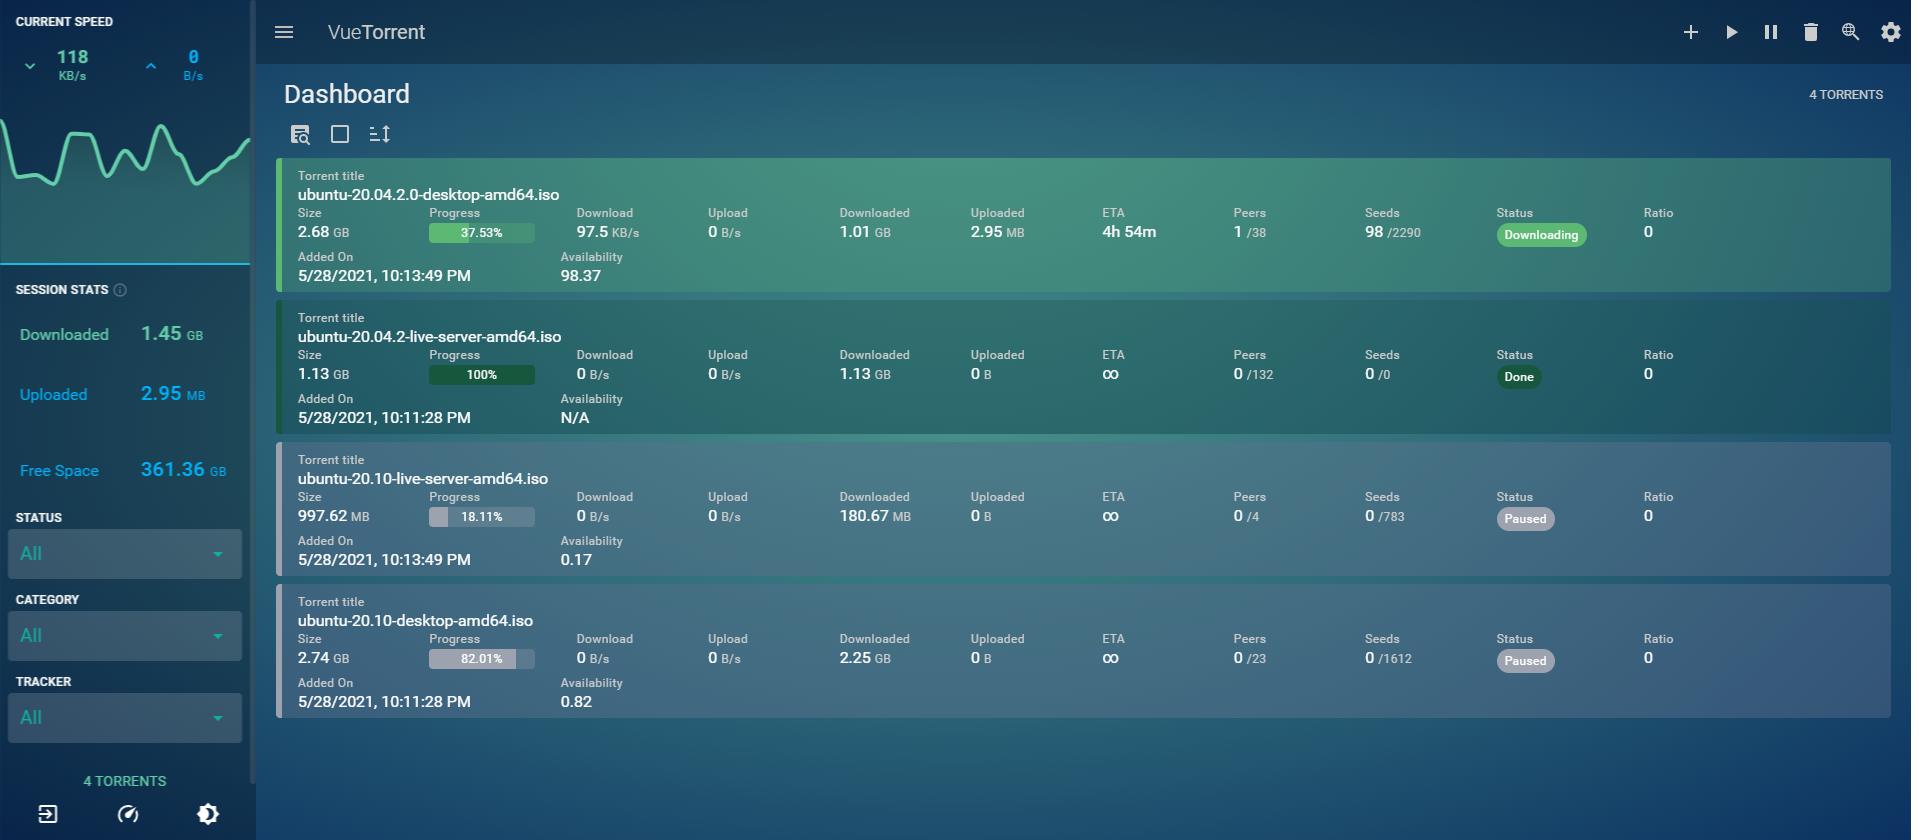 CURRENT SPEED
118 0
KB/s B/s
SESSION STATS
Downloaded 1.45 GB
Uploaded 2.95 MB
Free Space 361.36 GB
STATUS
All
CATEGORY
All
TRACKER
All
4 TORRENTS
VueTorrent
Dashboard
4 TORRENTS
Torrent title
ubuntu-20.04.2.0-desktop-amd64.iso
Size Progress Download Upload Downloaded Uploaded ETA Peers Seeds Status Ratio
2.68 GB 37.53% 97.5 KB/s 0 B/s 1.01 GB 2.95 MB 4h 54m 1 /38 98 /2290 Downloading 0
Added On Availability
5/28/2021, 10:13:49 PM 98.37
Torrent title
ubuntu-20.04.2-live-server-amd64.iso
Size Progress Download Upload Downloaded Uploaded ETA Peers Seeds Status Ratio
1.13 GB 100% 0 B/s 0 B/s 1.13 GB 0 B ∞ 0 /132 0 /0 Done 0
Added On Availability
5/28/2021, 10:11:28 PM N/A
Torrent title
ubuntu-20.10-live-server-amd64.iso
Size Progress Download Upload Downloaded Uploaded ETA Peers Seeds Status Ratio
997.62 MB 18.11% 0 B/s 0 B/s 180.67 MB 0 B ∞ 0 /4 0 /783 Paused 0
Added On Availability
5/28/2021, 10:13:49 PM 0.17
Torrent title
ubuntu-20.10-desktop-amd64.iso
Size Progress Download Upload Downloaded Uploaded ETA Peers Seeds Status Ratio
2.74 GB 82.01% 0 B/s 0 B/s 2.25 GB 0 B ∞ 0 /23 0 /1612 Paused 0
Added On Availability
5/28/2021, 10:11:28 PM 0.82